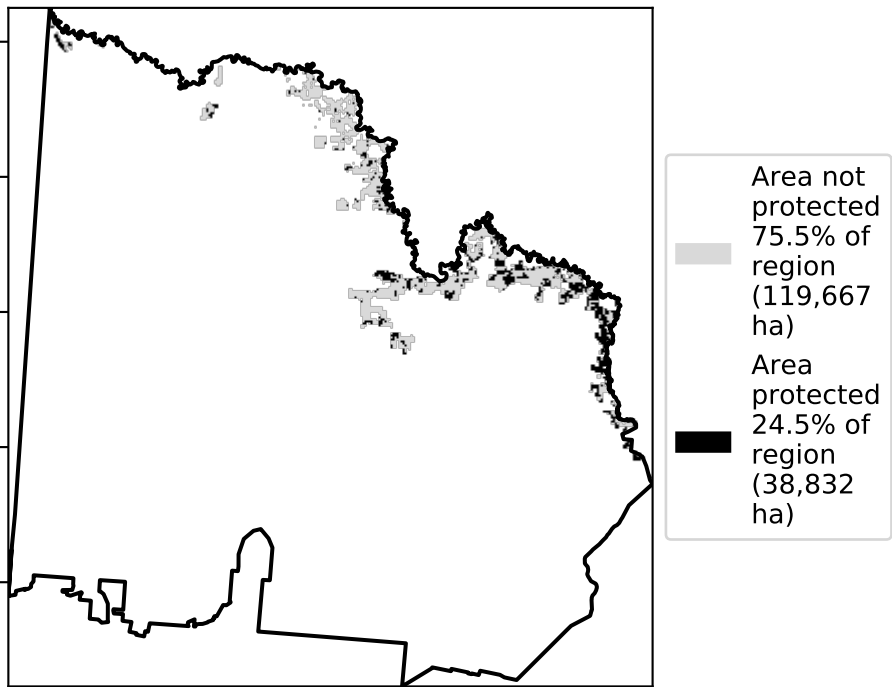 Area not
protected
75.5% of
region
(119,667
ha)
Area
protected
24.5% of
region
(38,832
ha)